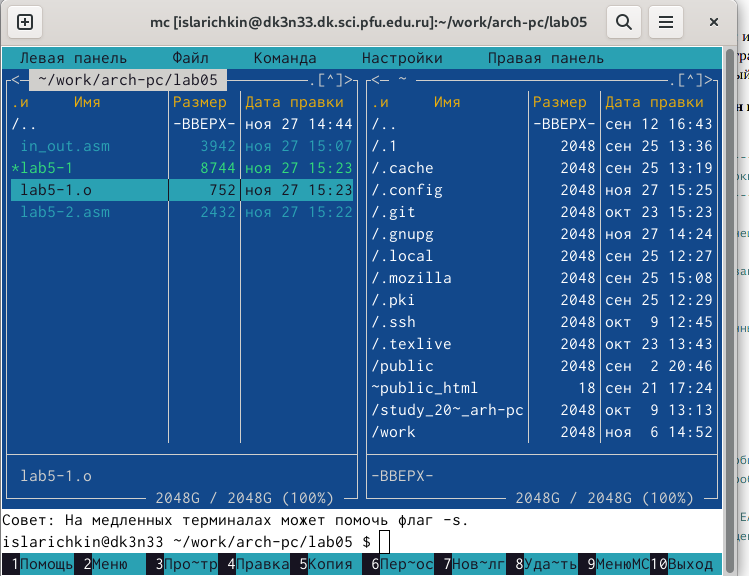 mc [islarichkin@dk3n33.dk.sci.pfu.edu.ru]:~/work/arch-pc/lab05
Левая панель Файл Команда Настройки Правая панель
<— ~/work/arch-pc/lab05 .[^]> <— ~ .[^]>
.и Имя Размер Дата правки .и Имя Размер Дата правки
/.. -ВВЕРХ- ноя 27 14:44 /.. -ВВЕРХ- сен 12 16:43
in_out.asm 3942 ноя 27 15:07 /.1 2048 сен 25 13:36
*lab5-1 8744 ноя 27 15:23 /.cache 2048 сен 25 13:19
lab5-1.o 752 ноя 27 15:23 /.config 2048 ноя 27 15:25
lab5-2.asm 2432 ноя 27 15:22 /.git 2048 окт 23 15:23
/.gnupg 2048 ноя 27 14:24
/.local 2048 сен 25 12:27
/.mozilla 2048 сен 25 15:08
/.pki 2048 сен 25 12:29
/.ssh 2048 окт 9 12:45
/.texlive 2048 окт 23 13:43
/public 2048 сен 2 20:46
~public_html 18 сен 21 17:24
/study_20~_arh-pc 2048 окт 9 13:13
/work 2048 ноя 6 14:52
lab5-1.o -ВВЕРХ-
2048G / 2048G (100%) 2048G / 2048G (100%)
Совет: На медленных терминалах может помочь флаг -s.
islarichkin@dk3n33 ~/work/arch-pc/lab05 $
1Помощь 2Меню 3Про~тр 4Правка 5Копия 6Пер~ос 7Нов~лг 8Уда~ть 9МенюMC 10Выход